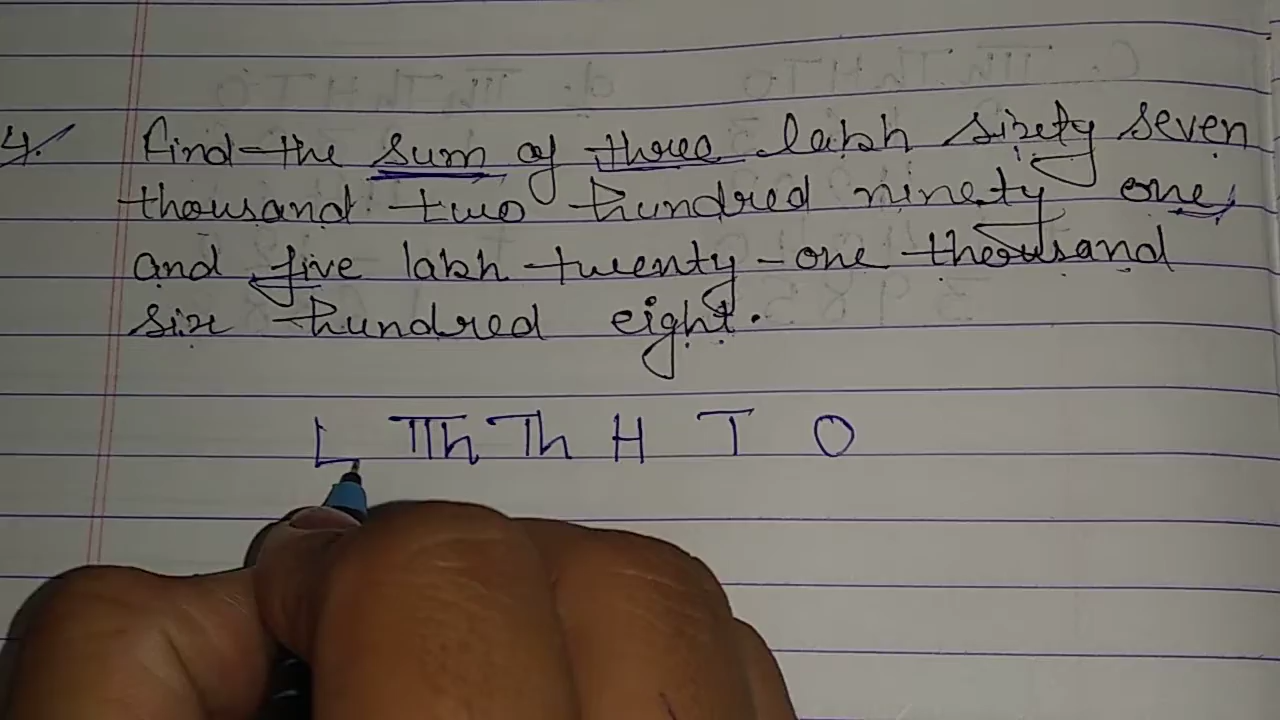 4. Find the sum of three lakh sixty seven
thousand two hundred ninety one
and five lakh twenty-one thousand
six hundred eight.
L TTh Th H T O